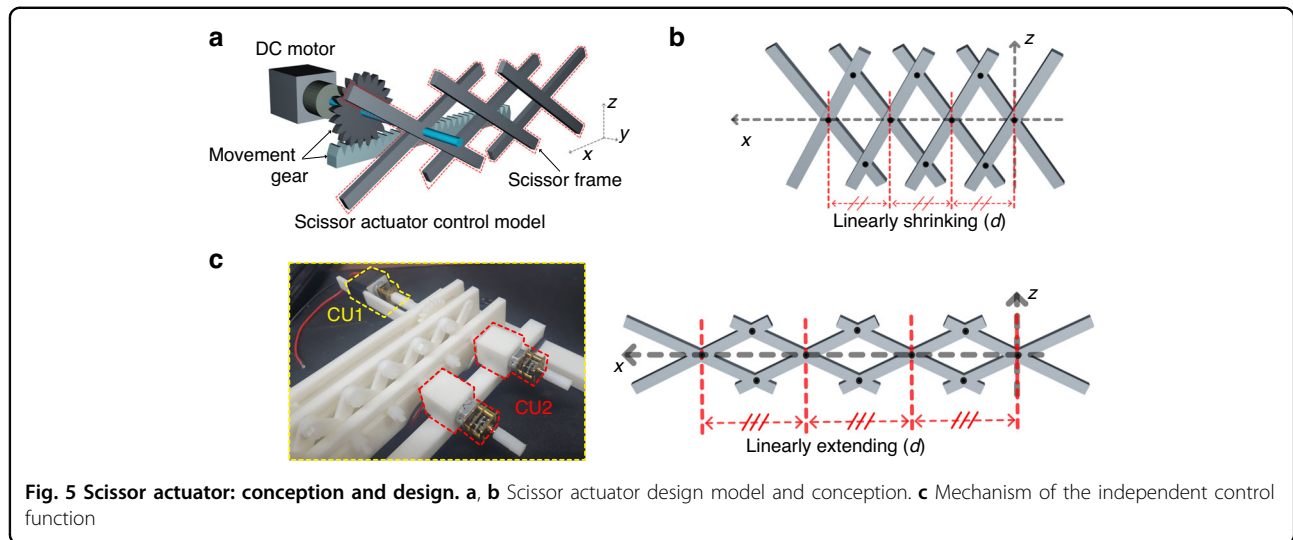 a
DC motor
Movement
gear
z
y
x
Scissor frame
Scissor actuator control model
b
z
x
Linearly shrinking (d)
c
CU1
CU2
z
x
Linearly extending (d)
Fig. 5 Scissor actuator: conception and design. a, b Scissor actuator design model and conception. c Mechanism of the independent control
function